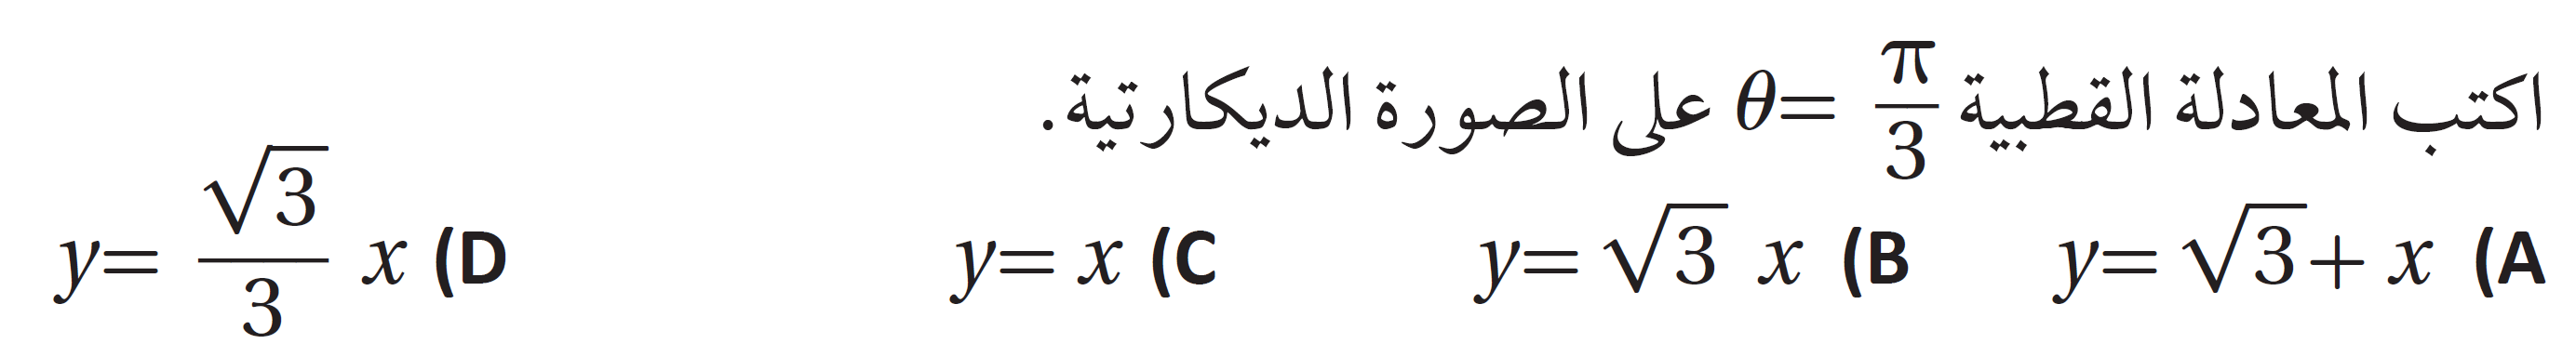 اكتب المعادلة القطبية θ= π/3 على الصورة الديكارتية.
A) y= √3+ x B) y= √3 x C) y= x D) y= √3/3 x